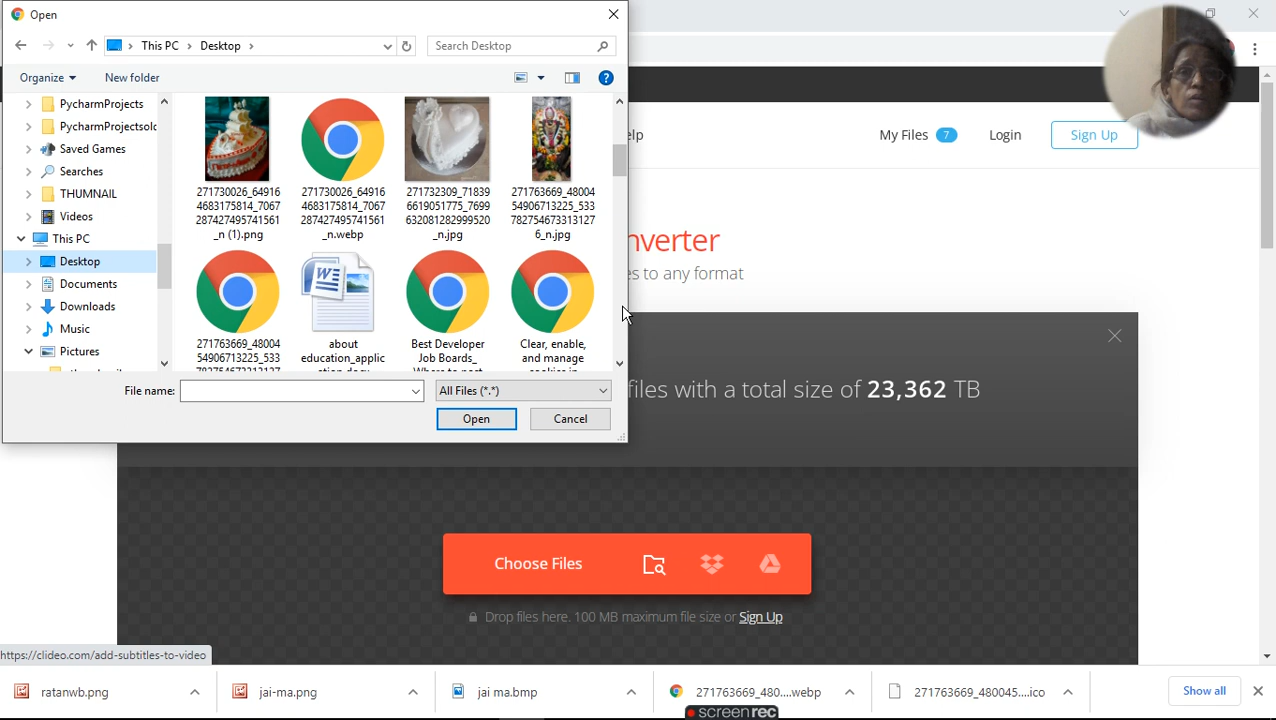 Open
This PC
Desktop
Search Desktop
Organize
New folder
PycharmProjects
PycharmProjectsolc
Saved Games
Searches
THUMNAIL
Videos
This PC
Desktop
Documents
Downloads
Music
Pictures
271730026_64916
4683175814_7067
287427495741561
_n (1).png
271730026_64916
4683175814_7067
287427495741561
_n.webp
271732309_71839
6619051775_7699
632081282999520
_n.jpg
271763669_48004
54906713225_533
782754673313127
6_n.jpg
271763669_48004
54906713225_533
about
education_applic
Best Developer
Job Boards_
Clear, enable,
and manage
File name:
All Files (*.*)
Open
Cancel
elp
My Files 7
Login
Sign Up
nverter
es to any format
files with a total size of 23,362 TB
Choose Files
Drop files here. 100 MB maximum file size or Sign Up
https://clideo.com/add-subtitles-to-video
ratanwb.png
jai-ma.png
jai ma.bmp
271763669_480....webp
271763669_480045....ico
Show all
screenrec